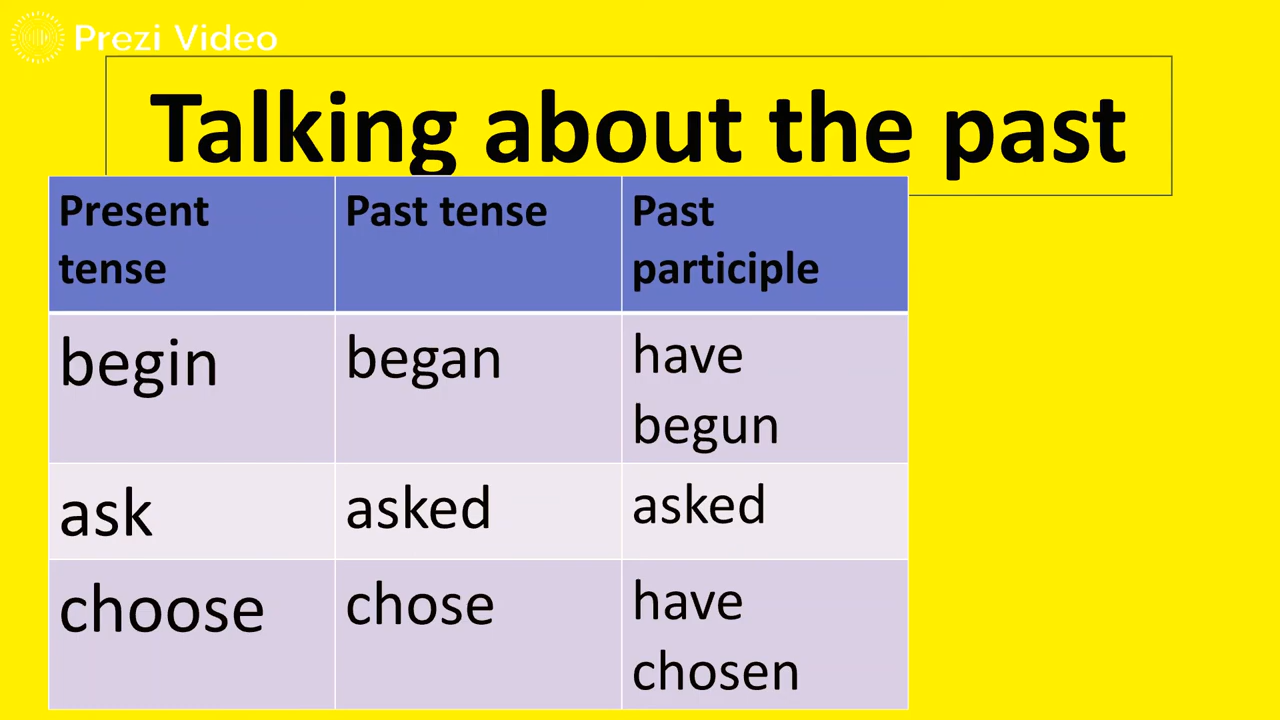 Prezi Video
Talking about the past
Present Past tense Past
tense participle
begin began have
begun
ask asked asked
choose chose have
chosen